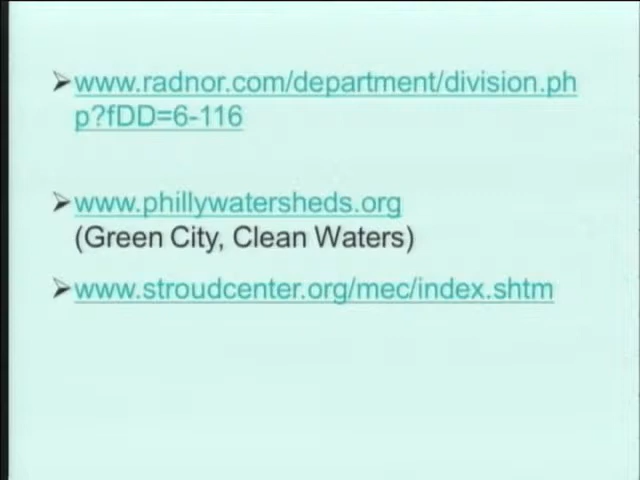 www.radnor.com/department/division.ph
p?fDD=6-116
www.phillywatersheds.org
(Green City, Clean Waters)
www.stroudcenter.org/mec/index.shtm